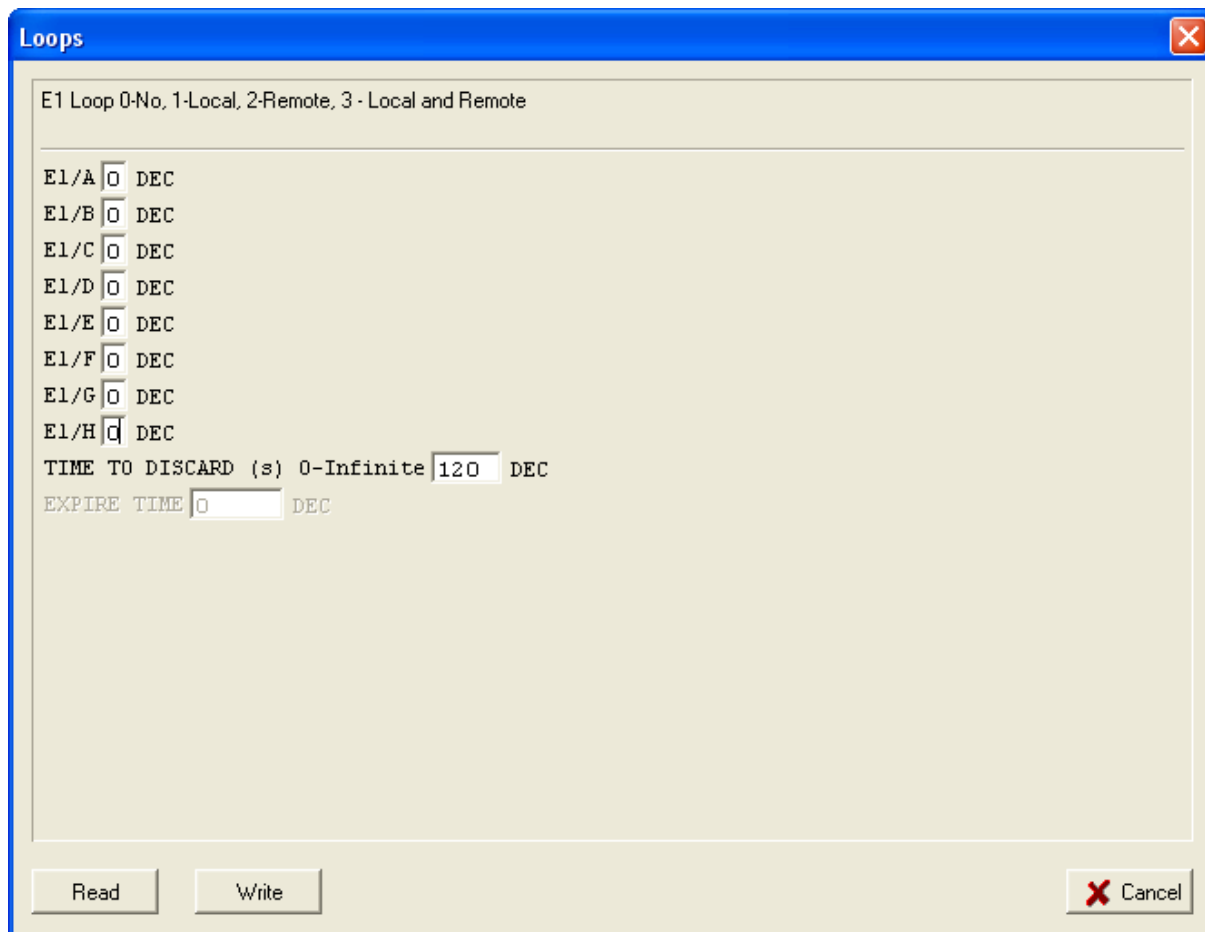 Loops
E1 Loop 0-No, 1-Local, 2-Remote, 3 - Local and Remote
E1/A 0 DEC
E1/B 0 DEC
E1/C 0 DEC
E1/D 0 DEC
E1/E 0 DEC
E1/F 0 DEC
E1/G 0 DEC
E1/H 0 DEC
TIME TO DISCARD (s) 0-Infinite 120 DEC
EXPIRE TIME 0 DEC
Read Write Cancel